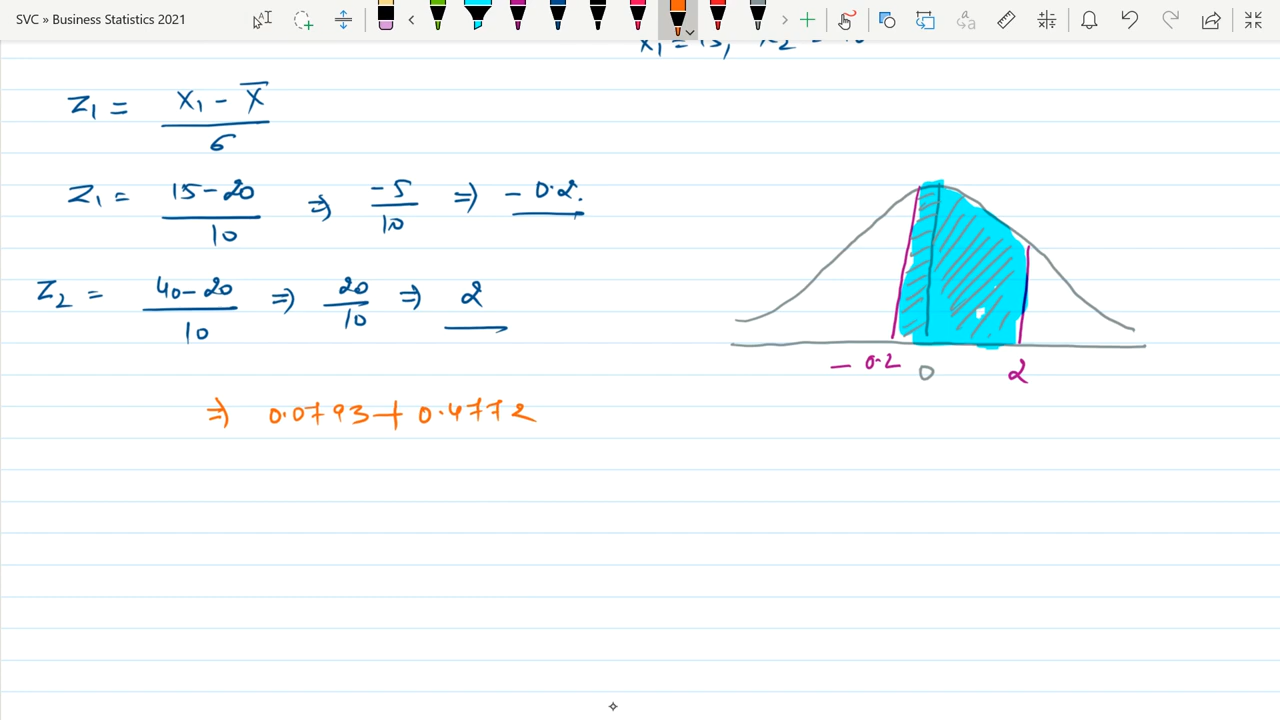 SVC » Business Statistics 2021
Z₁ = (X₁ - X̅) / 6
Z₁ = (15-20) / 10 ⇒ -5 / 10 ⇒ - 0.2.
Z₂ = (40-20) / 10 ⇒ 20 / 10 ⇒ 2
- 0.2 0 2
⇒ 0.0793 + 0.4772